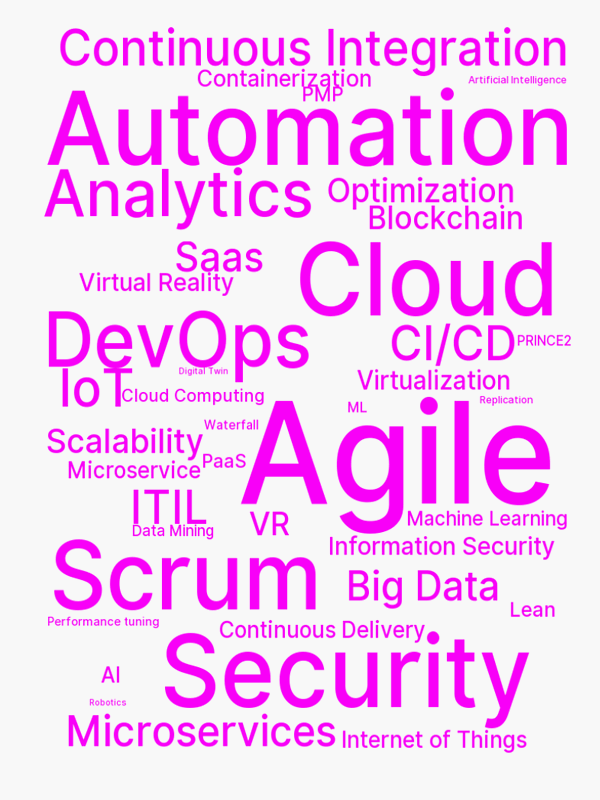 Continuous Integration
Containerization
Artificial Intelligence
PMP
Automation
Analytics
Optimization
Blockchain
Saas
Virtual Reality
Cloud
DevOps
CI/CD
PRINCE2
IoT
Digital Twin
Cloud Computing
Virtualization
ML
Replication
Waterfall
Scalability
Microservice
PaaS
Agile
ITIL
Data Mining
VR
Machine Learning
Information Security
Scrum
Big Data
Lean
Performance tuning
Continuous Delivery
Security
AI
Robotics
Microservices
Internet of Things